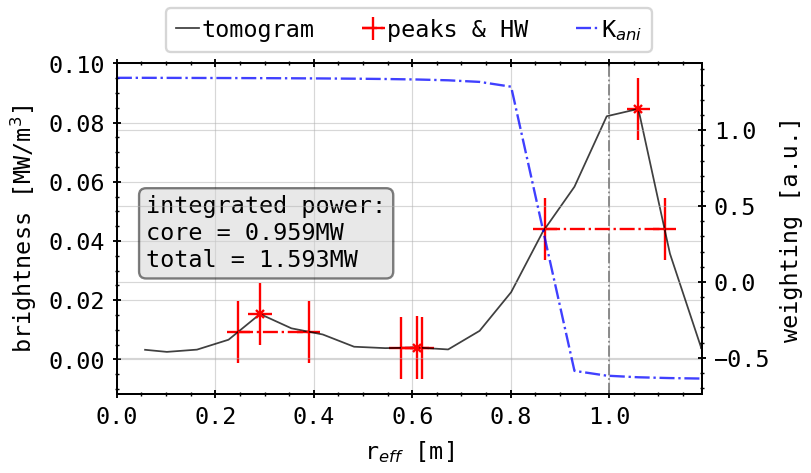 tomogram peaks & HW K_ani
0.10
0.08
0.06
0.04
0.02
0.00
brightness [MW/m³]
integrated power:
core = 0.959MW
total = 1.593MW
1.0
0.5
0.0
−0.5
weighting [a.u.]
0.0 0.2 0.4 0.6 0.8 1.0
r_eff [m]